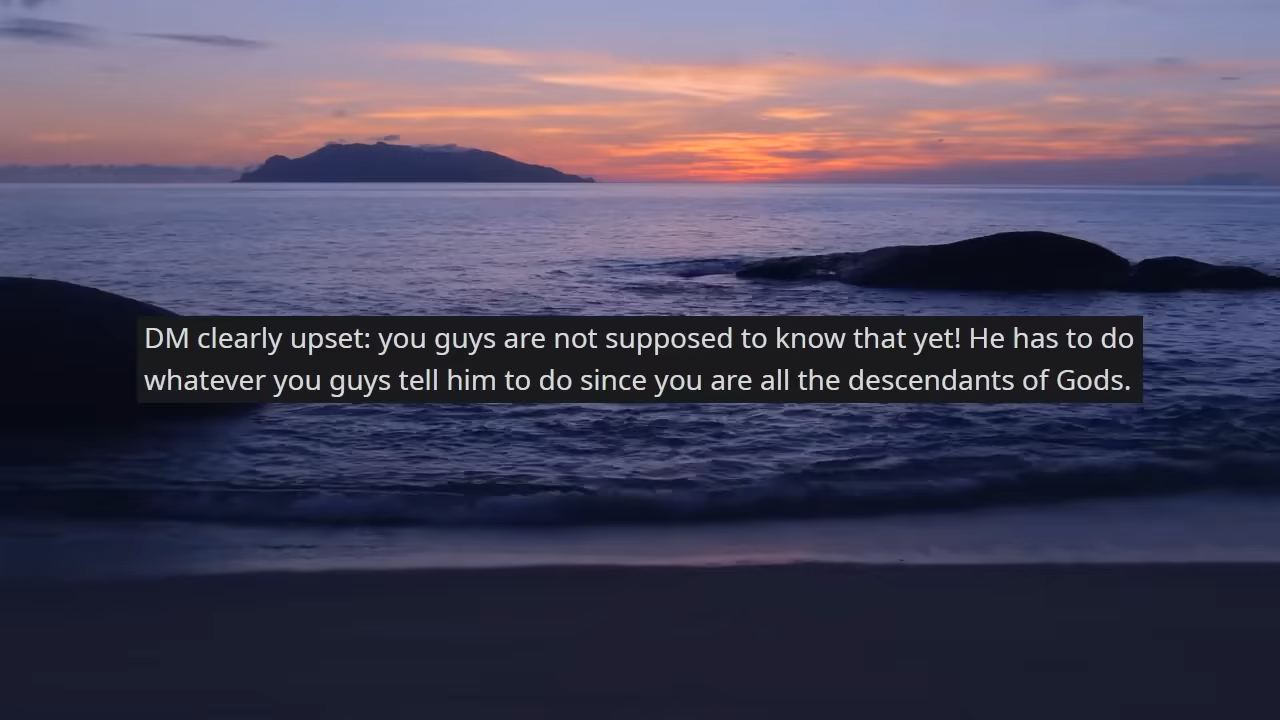 DM clearly upset: you guys are not supposed to know that yet! He has to do
whatever you guys tell him to do since you are all the descendants of Gods.